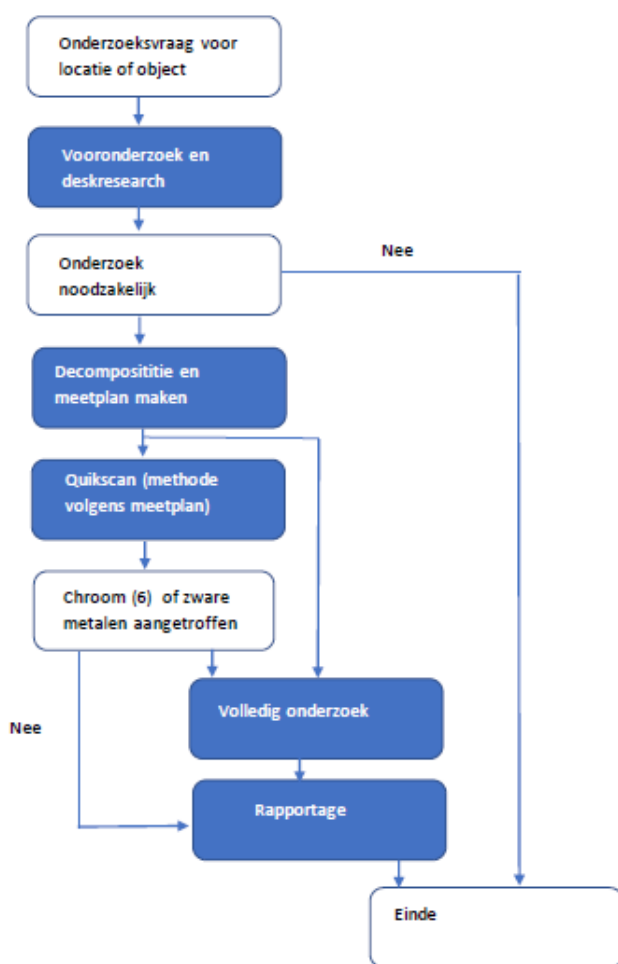 Onderzoeksvraag voor
locatie of object
Vooronderzoek en
deskresearch
Nee
Onderzoek
noodzakelijk
Decomposititie en
meetplan maken
Quikscan (methode
volgens meetplan)
Chroom (6) of zware
metalen aangetroffen
Volledig onderzoek
Nee
Rapportage
Einde